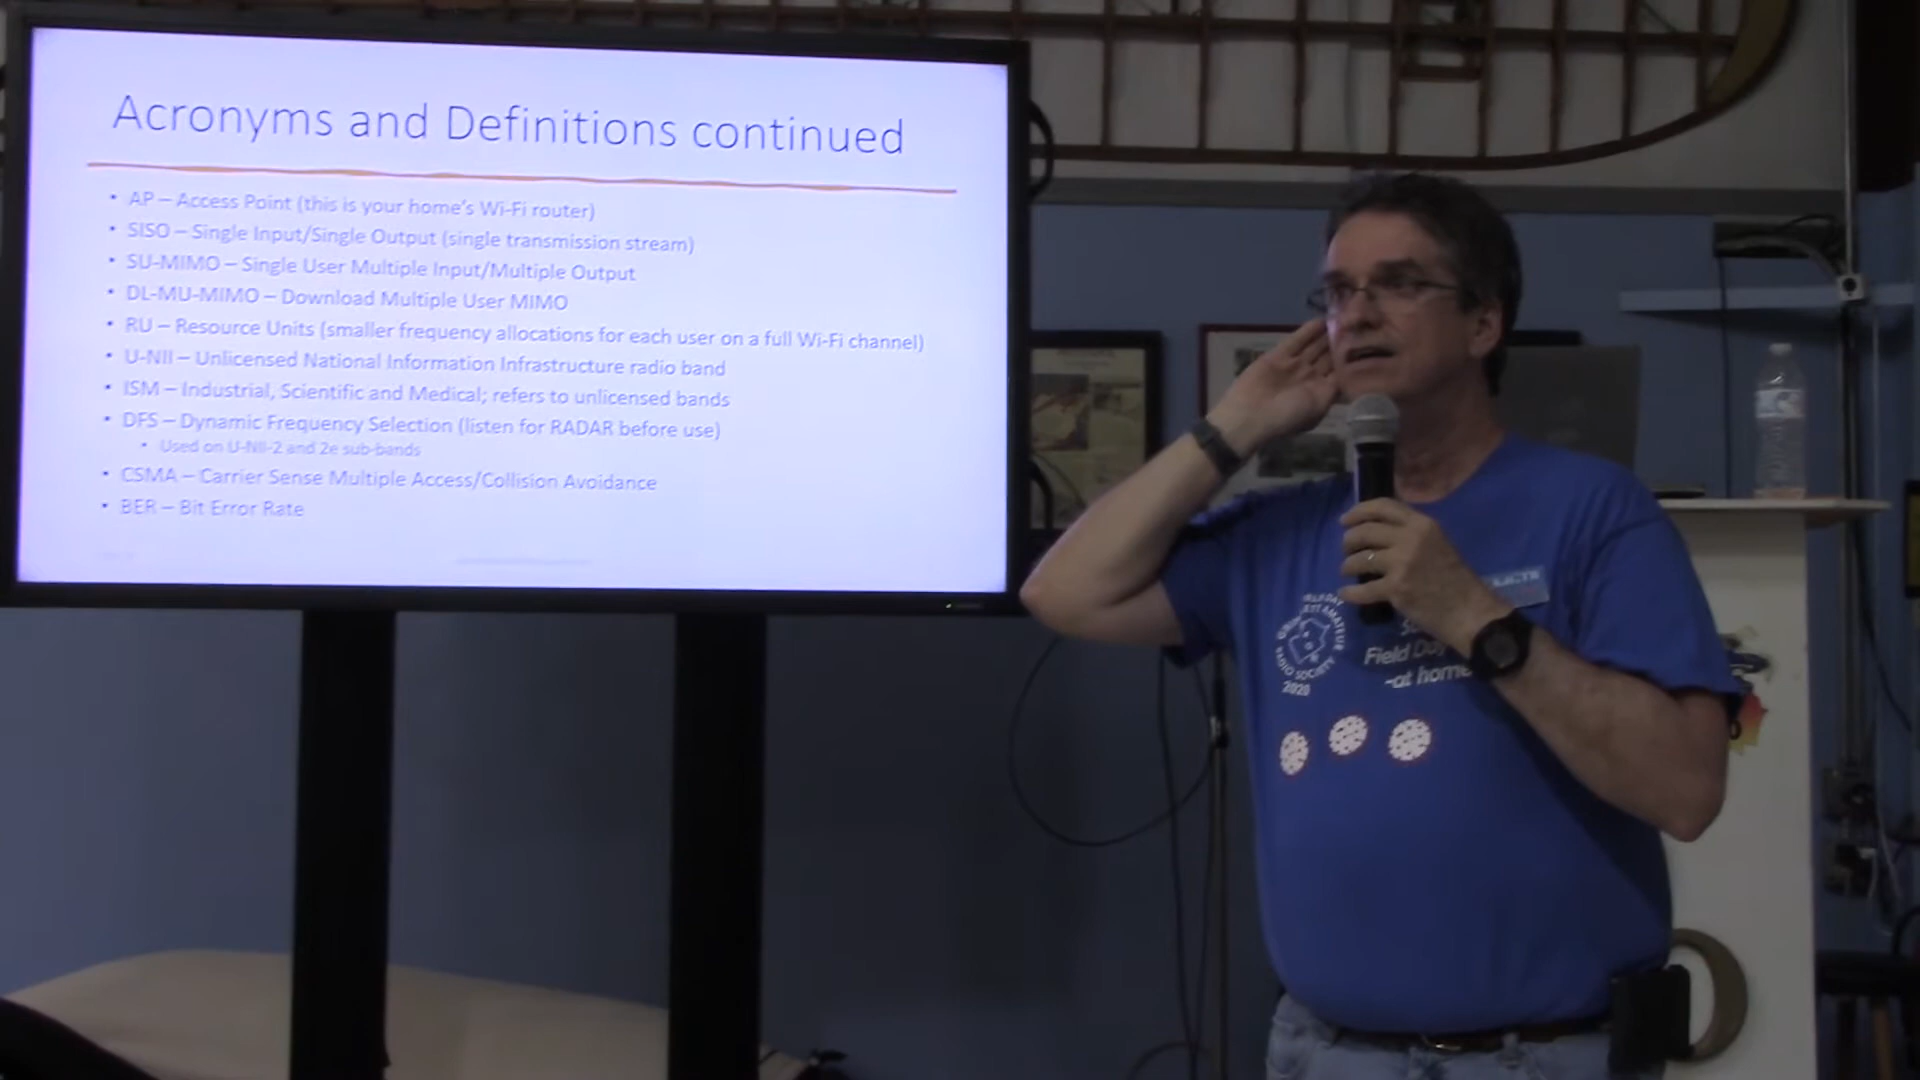 Acronyms and Definitions continued
• AP – Access Point (this is your home's Wi-Fi router)
• SISO – Single Input/Single Output (single transmission stream)
• SU-MIMO – Single User Multiple Input/Multiple Output
• DL-MU-MIMO – Download Multiple User MIMO
• RU – Resource Units (smaller frequency allocations for each user on a full Wi-Fi channel)
• U-NII – Unlicensed National Information Infrastructure radio band
• ISM – Industrial, Scientific and Medical; refers to unlicensed bands
• DFS – Dynamic Frequency Selection (listen for RADAR before use)
• Used on U-NII-2 and 2e sub-bands
• CSMA – Carrier Sense Multiple Access/Collision Avoidance
• BER – Bit Error Rate
AMATEUR
RADIO SOCIETY
2020
Field Day
-at home